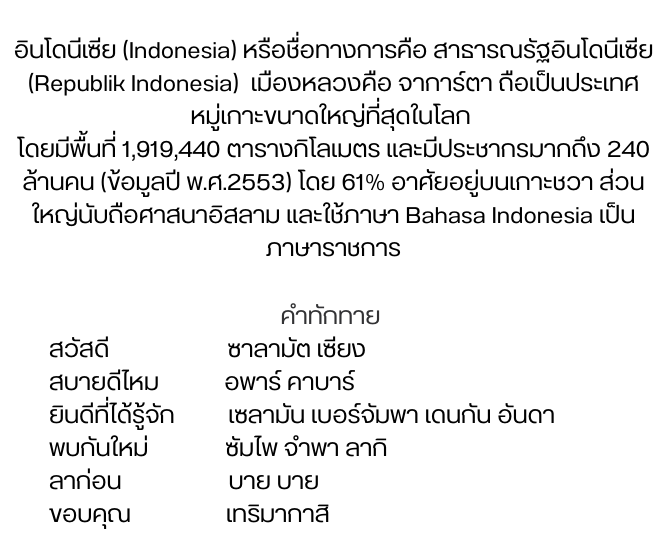 อินโดนีเซีย (Indonesia) หรือชื่อทางการคือ สาธารณรัฐอินโดนีเซีย
(Republik Indonesia) เมืองหลวงคือ จาการ์ตา ถือเป็นประเทศ
หมู่เกาะขนาดใหญ่ที่สุดในโลก
โดยมีพื้นที่ 1,919,440 ตารางกิโลเมตร และมีประชากรมากถึง 240
ล้านคน (ข้อมูลปี พ.ศ.2553) โดย 61% อาศัยอยู่บนเกาะชวา ส่วน
ใหญ่นับถือศาสนาอิสลาม และใช้ภาษา Bahasa Indonesia เป็น
ภาษาราชการ
คำทักทาย
สวัสดี ซาลามัต เซียง
สบายดีไหม อพาร์ คาบาร์
ยินดีที่ได้รู้จัก เซลามัน เบอร์จัมพา เดนกัน อันดา
พบกันใหม่ ซัมไพ จำพา ลากิ
ลาก่อน บาย บาย
ขอบคุณ เทริมากาสิ